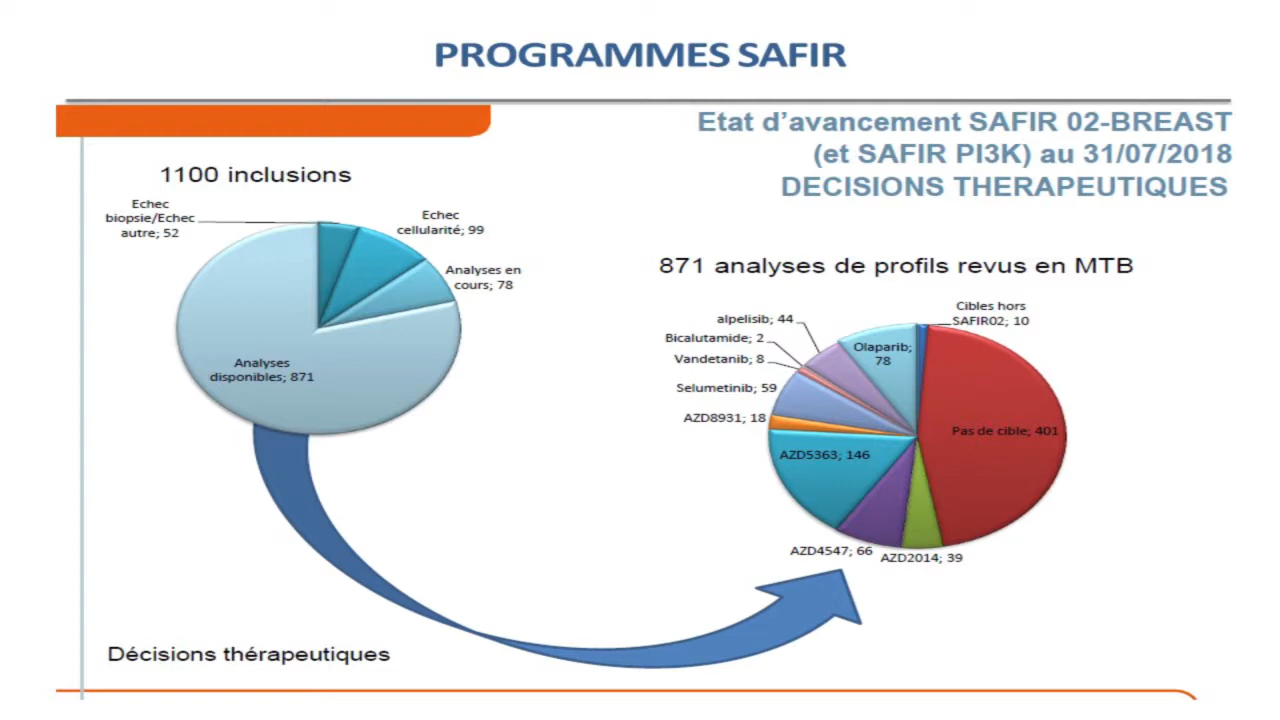 PROGRAMMES SAFIR
Etat d’avancement SAFIR 02-BREAST
(et SAFIR PI3K) au 31/07/2018
DECISIONS THERAPEUTIQUES
1100 inclusions
Echec
biopsie/Echec
autre; 52
Echec
cellularité; 99
Analyses en
cours; 78
Analyses
disponibles; 871
871 analyses de profils revus en MTB
Cibles hors
SAFIR02; 10
alpelisib; 44
Bicalutamide; 2
Vandetanib; 8
Olaparib;
78
Selumetinib; 59
AZD8931; 18
Pas de cible; 401
AZD5363; 146
AZD4547; 66
AZD2014; 39
Décisions thérapeutiques